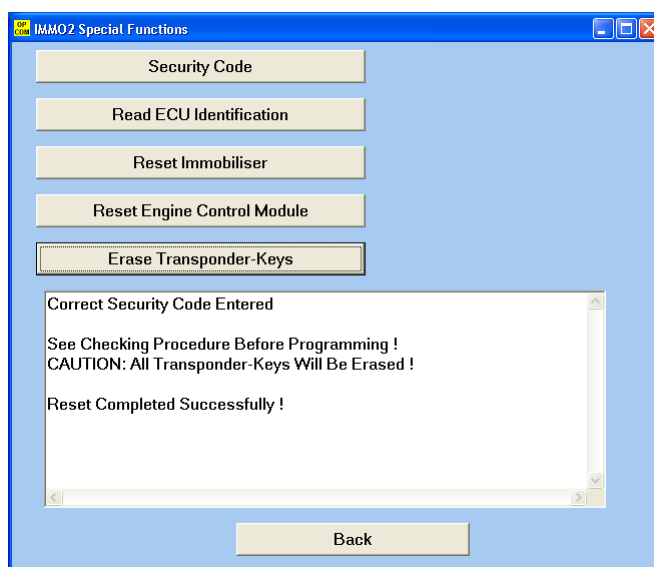 OP
COM
IMMO2 Special Functions
Security Code
Read ECU Identification
Reset Immobiliser
Reset Engine Control Module
Erase Transponder-Keys
Correct Security Code Entered
See Checking Procedure Before Programming !
CAUTION: All Transponder-Keys Will Be Erased !
Reset Completed Successfully !
Back